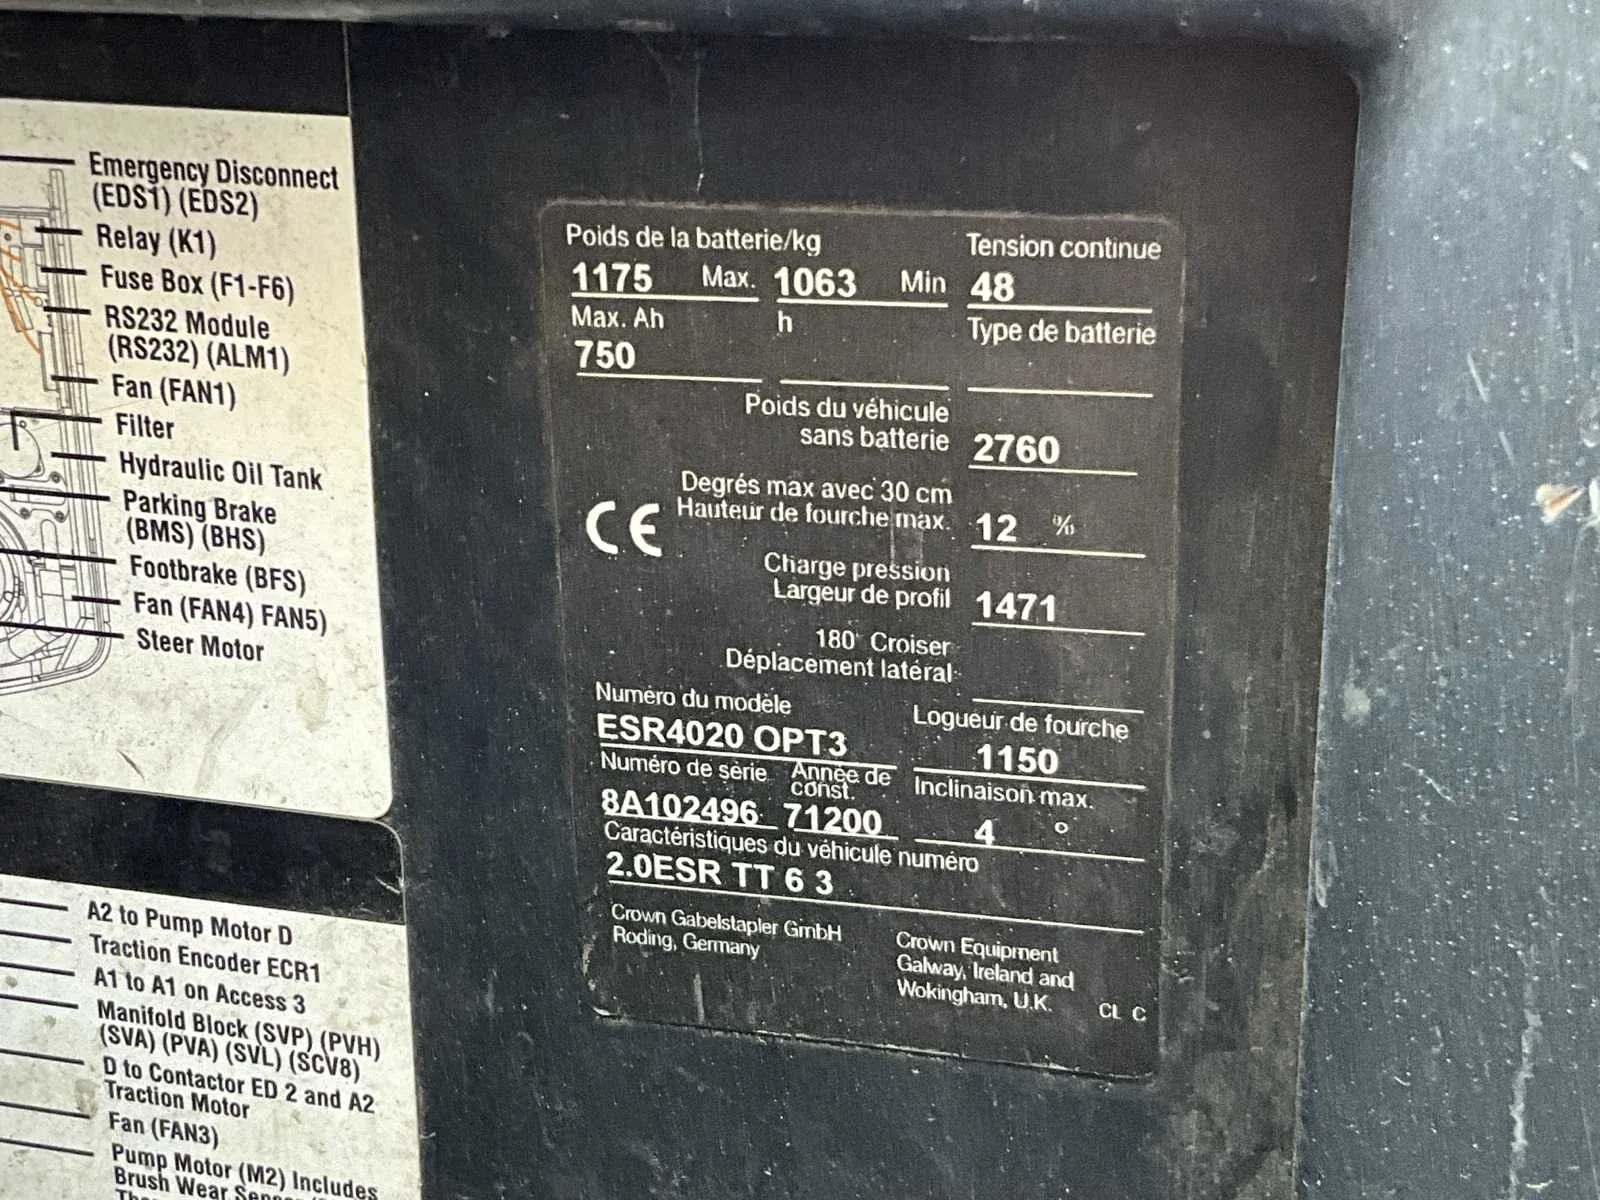 Emergency Disconnect
(EDS1) (EDS2)
Relay (K1)
Fuse Box (F1-F6)
RS232 Module
(RS232) (ALM1)
Fan (FAN1)
Filter
Hydraulic Oil Tank
Parking Brake
(BMS) (BHS)
Footbrake (BFS)
Fan (FAN4) FAN5)
Steer Motor
A2 to Pump Motor D
Traction Encoder ECR1
A1 to A1 on Access 3
Manifold Block (SVP) (PVH)
(SVA) (PVA) (SVL) (SCV8)
D to Contactor ED 2 and A2
Traction Motor
Fan (FAN3)
Pump Motor (M2) Includes
Brush Wear
Poids de la batterie/kg Tension continue
1175 Max. 1063 Min 48
Max. Ah h Type de batterie
750
Poids du véhicule
sans batterie 2760
Degrés max avec 30 cm
Hauteur de fourche max. 12 %
CE
Charge pression
Largeur de profil 1471
180° Croiser
Déplacement latéral
Numéro du modèle Logueur de fourche
ESR4020 OPT3 1150
Numéro de série Année de const. Inclinaison max.
8A102496 71200 4 °
Caractéristiques du véhicule numéro
2.0ESR TT 6 3
Crown Gabelstapler GmbH
Roding, Germany
Crown Equipment
Galway, Ireland and
Wokingham, U.K.
CL C